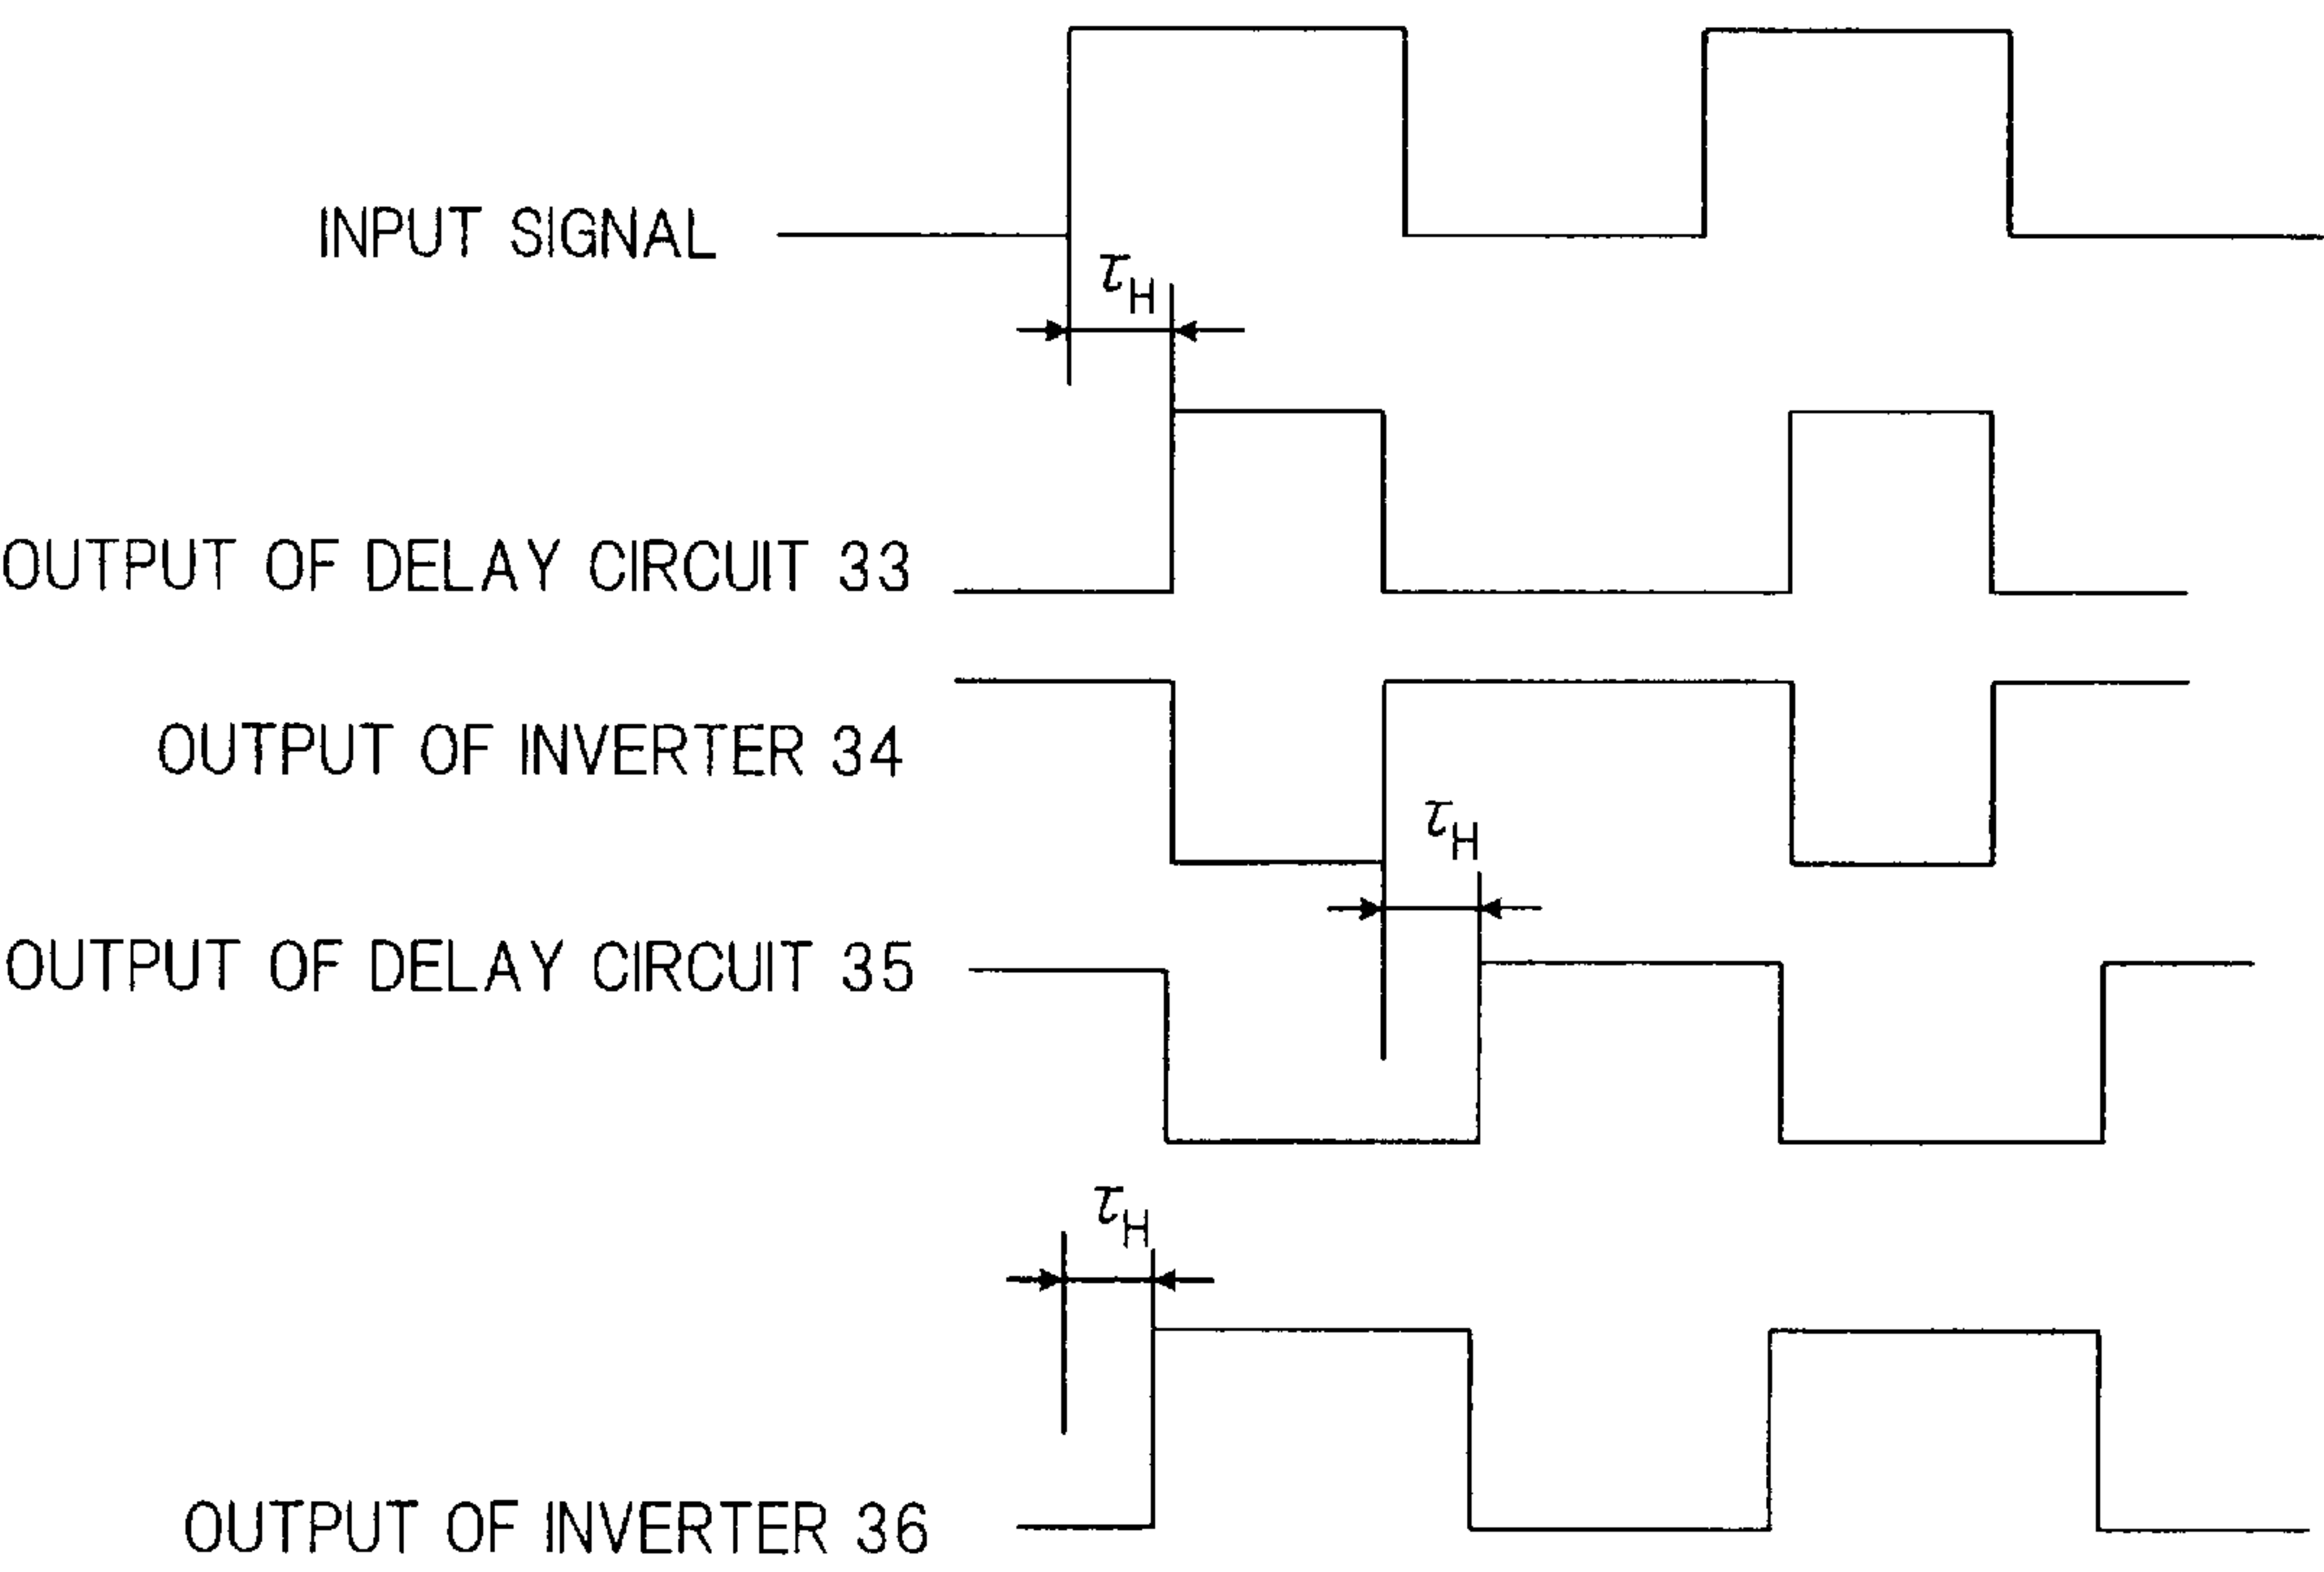 INPUT SIGNAL
τH
OUTPUT OF DELAY CIRCUIT 33
OUTPUT OF INVERTER 34
τH
OUTPUT OF DELAY CIRCUIT 35
τH
OUTPUT OF INVERTER 36